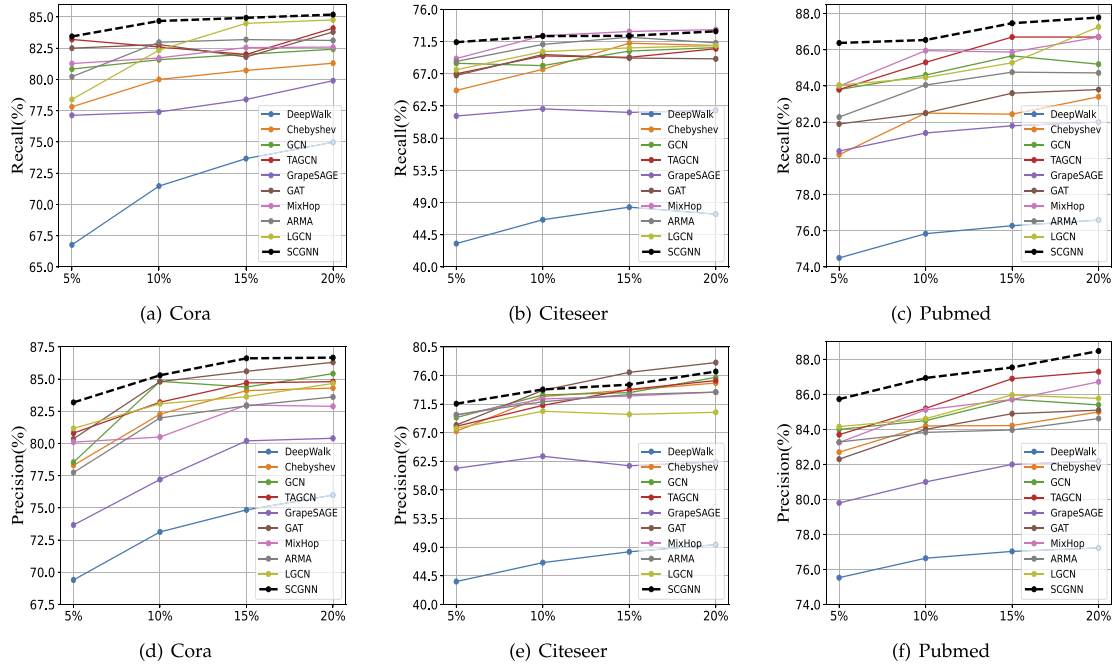 85.0
82.5
80.0
77.5
75.0
72.5
70.0
67.5
65.0
Recall(%)
5%
10%
15%
20%
DeepWalk
Chebyshev
GCN
TAGCN
GrapeSAGE
GAT
MixHop
ARMA
LGCN
SCGNN
(a) Cora
76.0
71.5
67.0
62.5
58.0
53.5
49.0
44.5
40.0
Recall(%)
5%
10%
15%
20%
DeepWalk
Chebyshev
GCN
TAGCN
GrapeSAGE
GAT
MixHop
ARMA
LGCN
SCGNN
(b) Citeseer
88.0
86.0
84.0
82.0
80.0
78.0
76.0
74.0
Recall(%)
5%
10%
15%
20%
DeepWalk
Chebyshev
GCN
TAGCN
GrapeSAGE
GAT
MixHop
ARMA
LGCN
SCGNN
(c) Pubmed
87.5
85.0
82.5
80.0
77.5
75.0
72.5
70.0
67.5
Precision(%)
5%
10%
15%
20%
DeepWalk
Chebyshev
GCN
TAGCN
GrapeSAGE
GAT
MixHop
ARMA
LGCN
SCGNN
(d) Cora
80.5
76.0
71.5
67.0
62.5
58.0
53.5
49.0
44.5
40.0
Precision(%)
5%
10%
15%
20%
DeepWalk
Chebyshev
GCN
TAGCN
GrapeSAGE
GAT
MixHop
ARMA
LGCN
SCGNN
(e) Citeseer
88.0
86.0
84.0
82.0
80.0
78.0
76.0
74.0
Precision(%)
5%
10%
15%
20%
DeepWalk
Chebyshev
GCN
TAGCN
GrapeSAGE
GAT
MixHop
ARMA
LGCN
SCGNN
(f) Pubmed